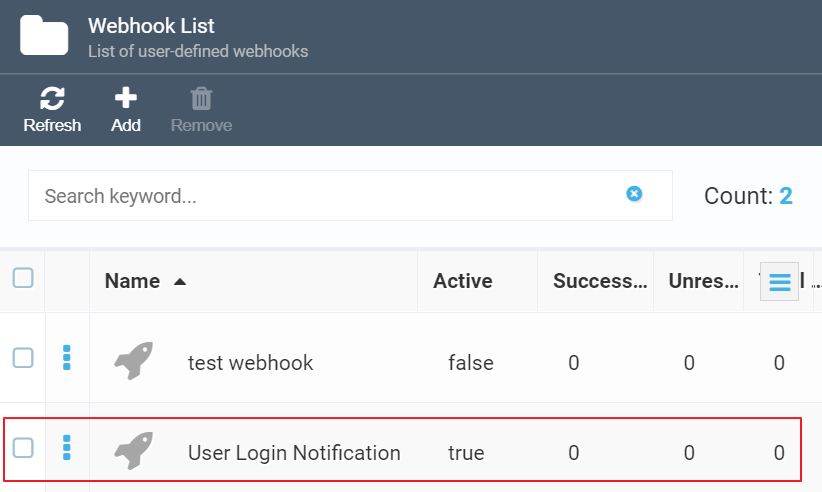 Webhook List
List of user-defined webhooks
Refresh Add Remove
Search keyword... Count: 2
Name Active Success... Unres...
test webhook false 0 0 0
User Login Notification true 0 0 0